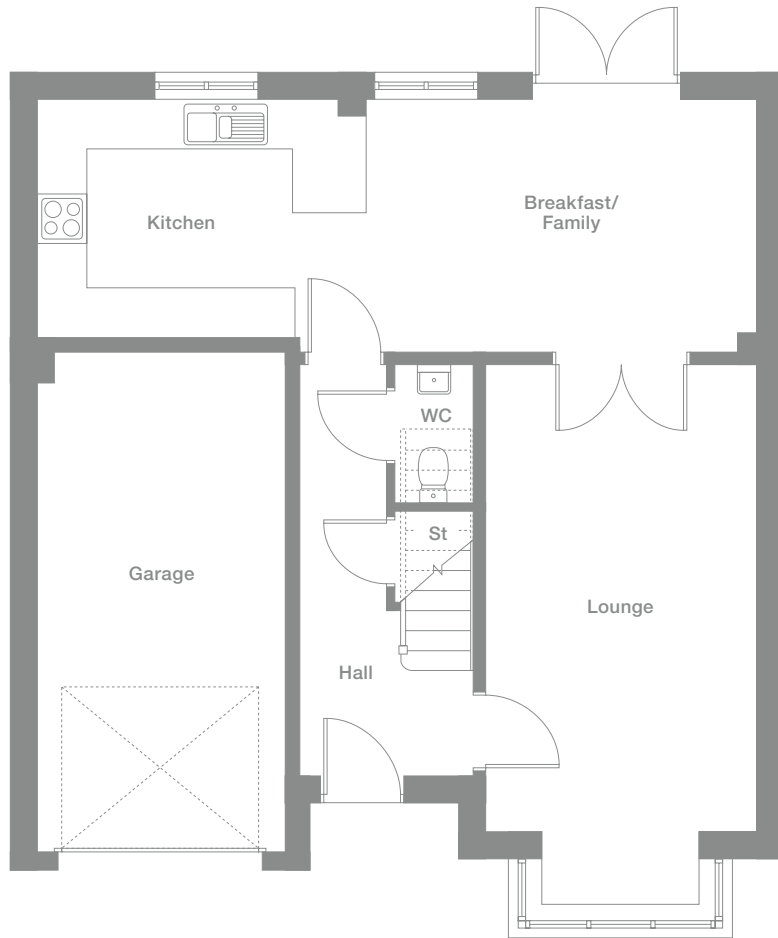 Kitchen
Breakfast/
Family
WC
St
Garage
Lounge
Hall